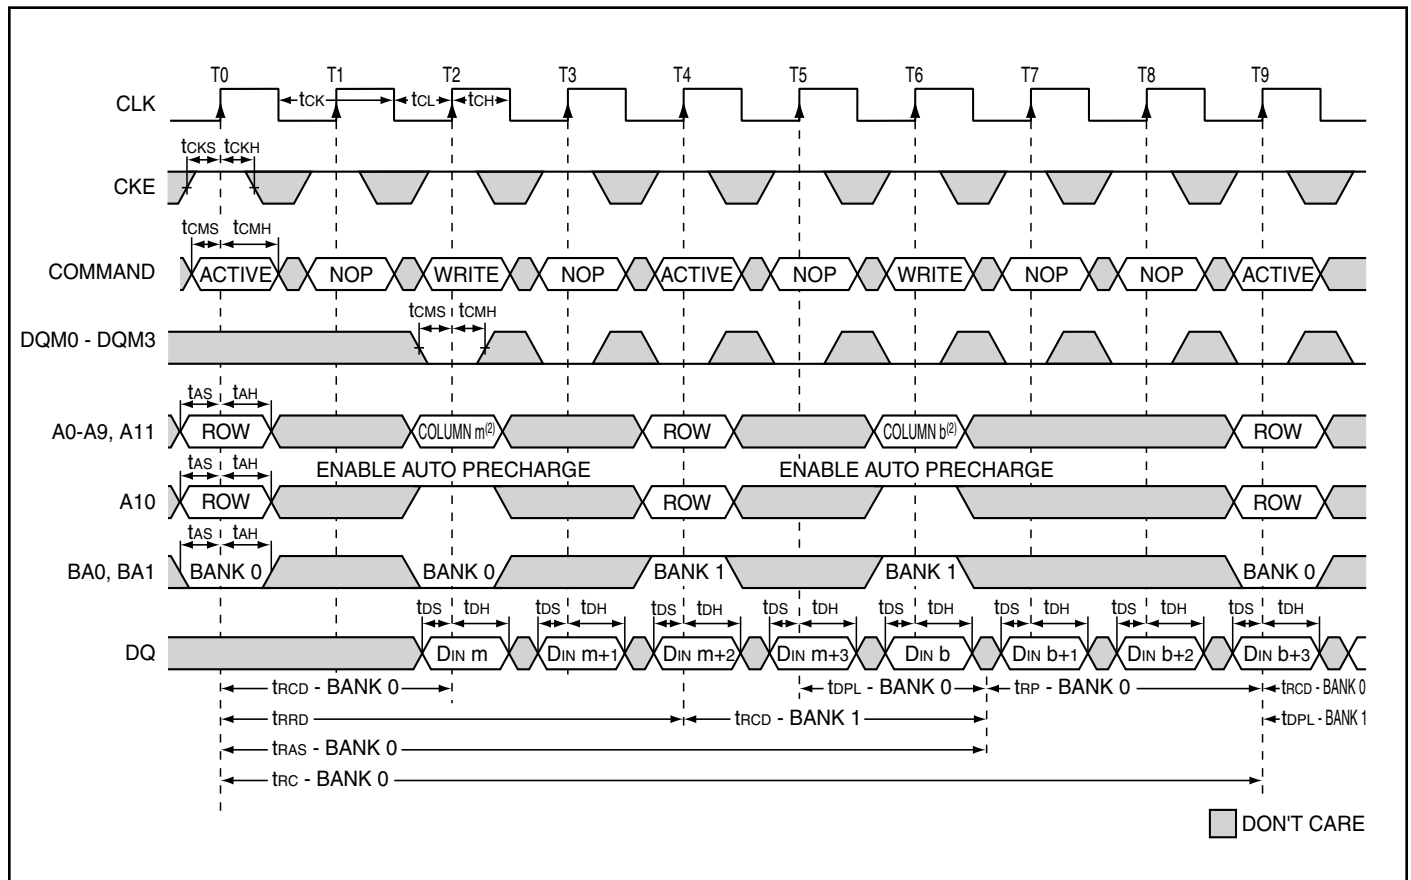 T0 T1 T2 T3 T4 T5 T6 T7 T8 T9
CLK tCK tCL tCH
tCKS tCKH
CKE
tCMS tCMH
COMMAND ACTIVE NOP WRITE NOP ACTIVE NOP WRITE NOP NOP ACTIVE
tCMS tCMH
DQM0 - DQM3
tAS tAH
A0-A9, A11 ROW COLUMN m(2) ROW COLUMN b(2) ROW
tAS tAH ENABLE AUTO PRECHARGE ENABLE AUTO PRECHARGE
A10 ROW ROW ROW
tAS tAH
BA0, BA1 BANK 0 BANK 0 BANK 1 BANK 1 BANK 0
tDS tDH tDS tDH tDS tDH tDS tDH tDS tDH tDS tDH tDS tDH tDS tDH
DQ DIN m DIN m+1 DIN m+2 DIN m+3 DIN b DIN b+1 DIN b+2 DIN b+3
tRCD - BANK 0 tDPL - BANK 0 tRP - BANK 0 tRCD - BANK 0
tRRD tRCD - BANK 1 tDPL - BANK 1
tRAS - BANK 0
tRC - BANK 0
DON'T CARE